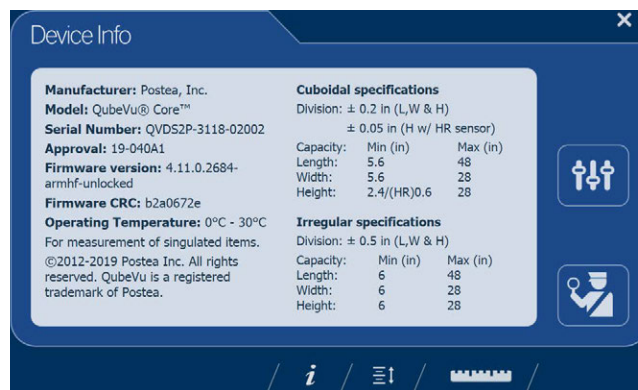 Device Info
Manufacturer: Postea, Inc.
Model: QubeVu® Core™
Serial Number: QVDS2P-3118-02002
Approval: 19-040A1
Firmware version: 4.11.0.2684-
armhf-unlocked
Firmware CRC: b2a0672e
Operating Temperature: 0°C - 30°C
For measurement of singulated items.
©2012-2019 Postea Inc. All rights
reserved. QubeVu is a registered
trademark of Postea.
Cuboidal specifications
Division: ± 0.2 in (L,W & H)
± 0.05 in (H w/ HR sensor)
Capacity: Min (in) Max (in)
Length: 5.6 48
Width: 5.6 28
Height: 2.4/(HR)0.6 28
Irregular specifications
Division: ± 0.5 in (L,W & H)
Capacity: Min (in) Max (in)
Length: 6 48
Width: 6 28
Height: 6 28